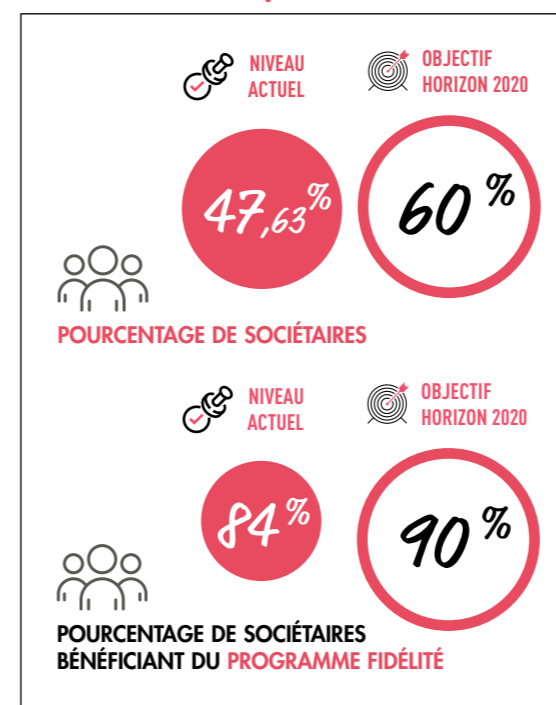 NIVEAU
ACTUEL
OBJECTIF
HORIZON 2020
47,63%
60%
POURCENTAGE DE SOCIÉTAIRES
NIVEAU
ACTUEL
OBJECTIF
HORIZON 2020
84%
90%
POURCENTAGE DE SOCIÉTAIRES
BÉNÉFICIANT DU PROGRAMME FIDÉLITÉ